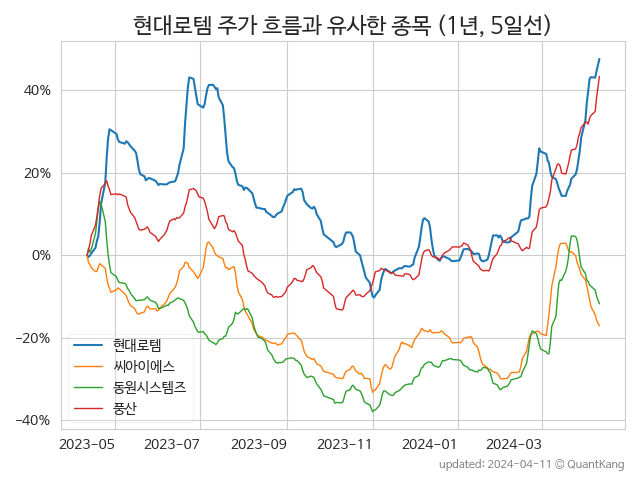 현대로템 주가 흐름과 유사한 종목 (1년, 5일선)
40%
20%
0%
−20%
−40%
현대로템
씨아이에스
동원시스템즈
풍산
2023-05
2023-07
2023-09
2023-11
2024-01
2024-03
updated: 2024-04-11 © QuantKang